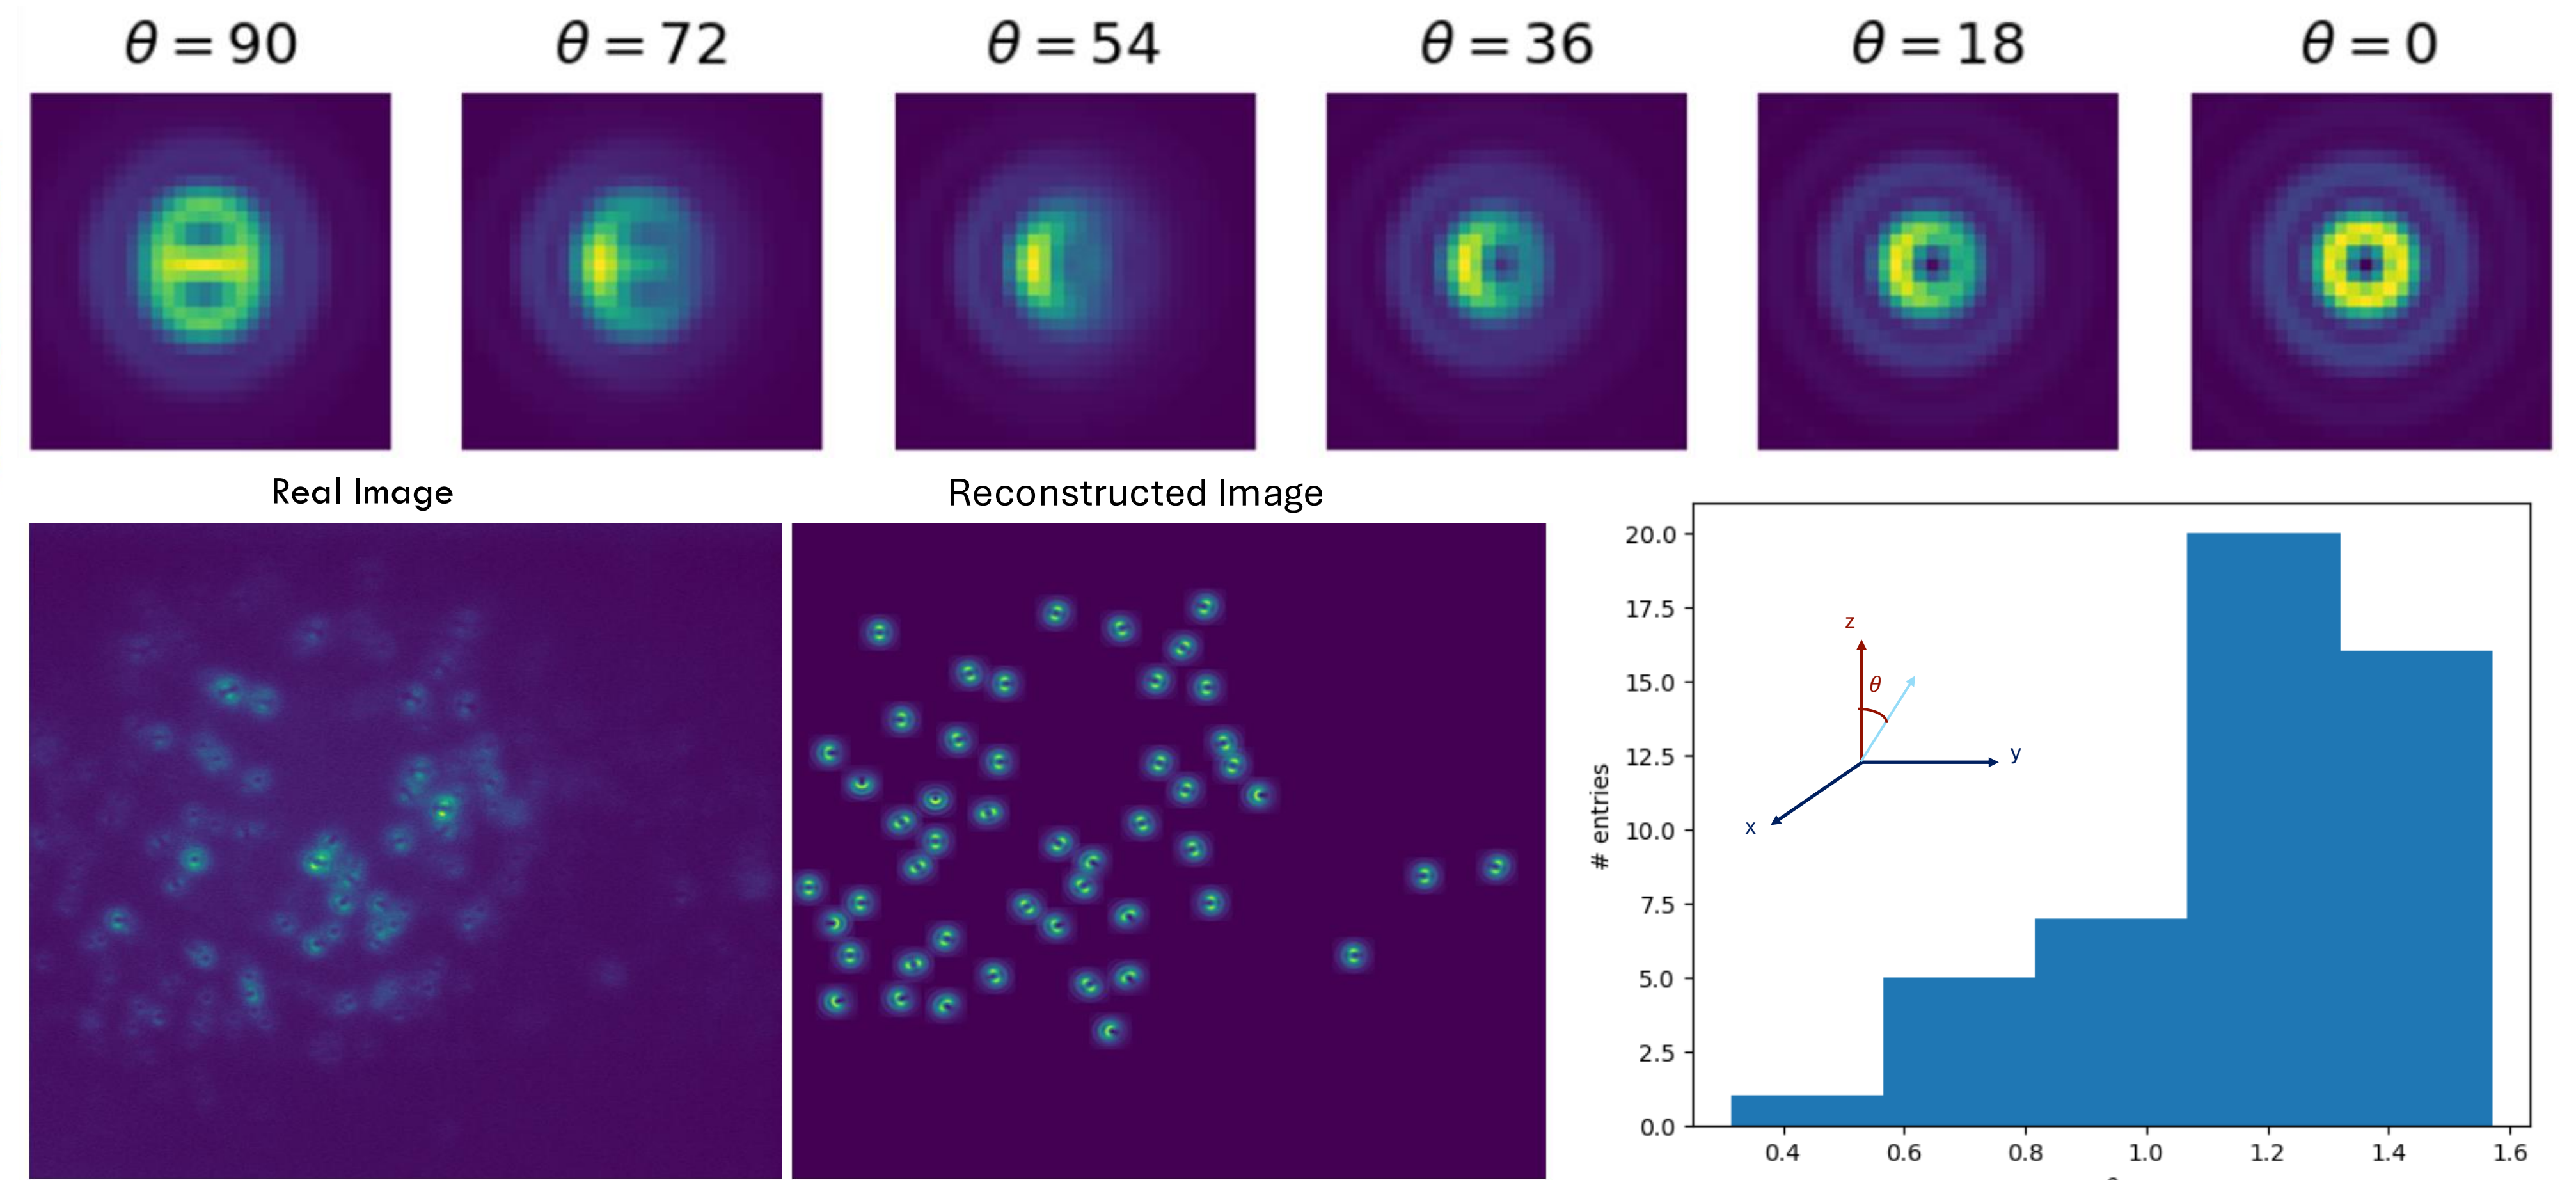 θ = 90
θ = 72
θ = 54
θ = 36
θ = 18
θ = 0
Real Image
Reconstructed Image
20.0
17.5
15.0
12.5
10.0
7.5
5.0
2.5
0.0
# entries
z
θ
y
x
0.4
0.6
0.8
1.0
1.2
1.4
1.6